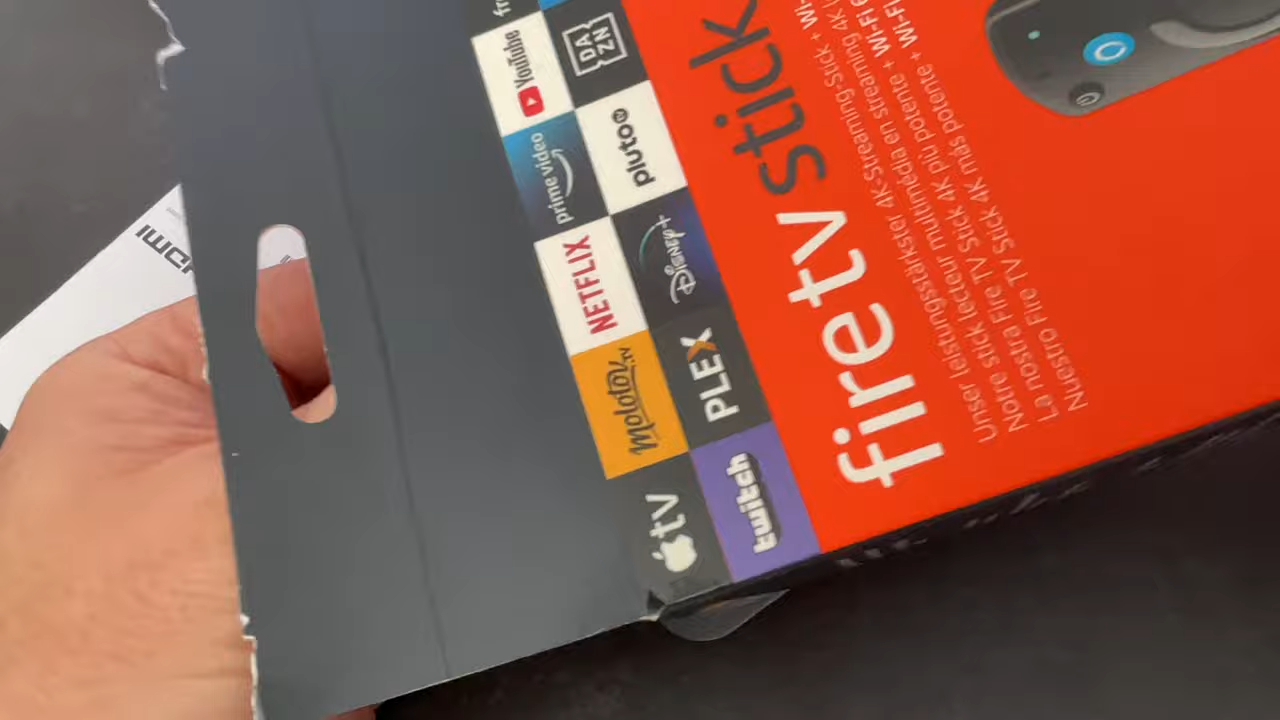 fire tv stick
Unser leistungsstärkster 4K-Streaming-Stick + Wi-
Notre stick lecteur multimédia en streaming 4K
La nostra Fire TV Stick 4K più potente + Wi-Fi 6
Nuestro Fire TV Stick 4K más potente + Wi-Fi
tv
Molotov.TV
NETFLIX
prime video
YouTube
twitch
PLEX
Disney+
pluto tv
DAZN
HDMI